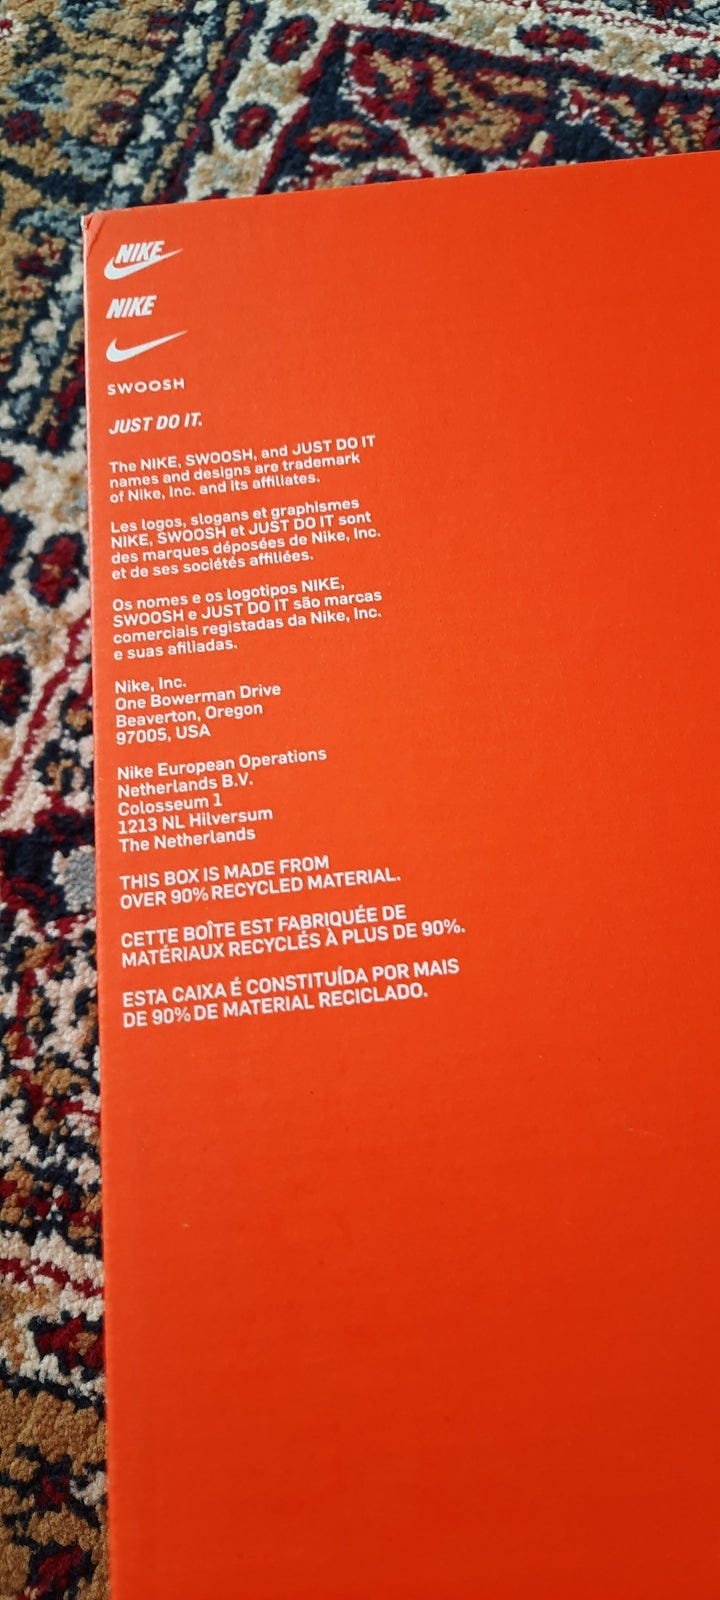 NIKE
NIKE
SWOOSH
JUST DO IT.
The NIKE, SWOOSH, and JUST DO IT
names and designs are trademark
of Nike, Inc. and its affiliates.
Les logos, slogans et graphismes
NIKE, SWOOSH et JUST DO IT sont
des marques déposées de Nike, Inc.
et de ses sociétés affiliées.
Os nomes e os logotipos NIKE,
SWOOSH e JUST DO IT são marcas
comerciais registadas da Nike, Inc.
e suas afiliadas.
Nike, Inc.
One Bowerman Drive
Beaverton, Oregon
97005, USA
Nike European Operations
Netherlands B.V.
Colosseum 1
1213 NL Hilversum
The Netherlands
THIS BOX IS MADE FROM
OVER 90% RECYCLED MATERIAL.
CETTE BOÎTE EST FABRIQUÉE DE
MATÉRIAUX RECYCLÉS À PLUS DE 90%.
ESTA CAIXA É CONSTITUÍDA POR MAIS
DE 90% DE MATERIAL RECICLADO.